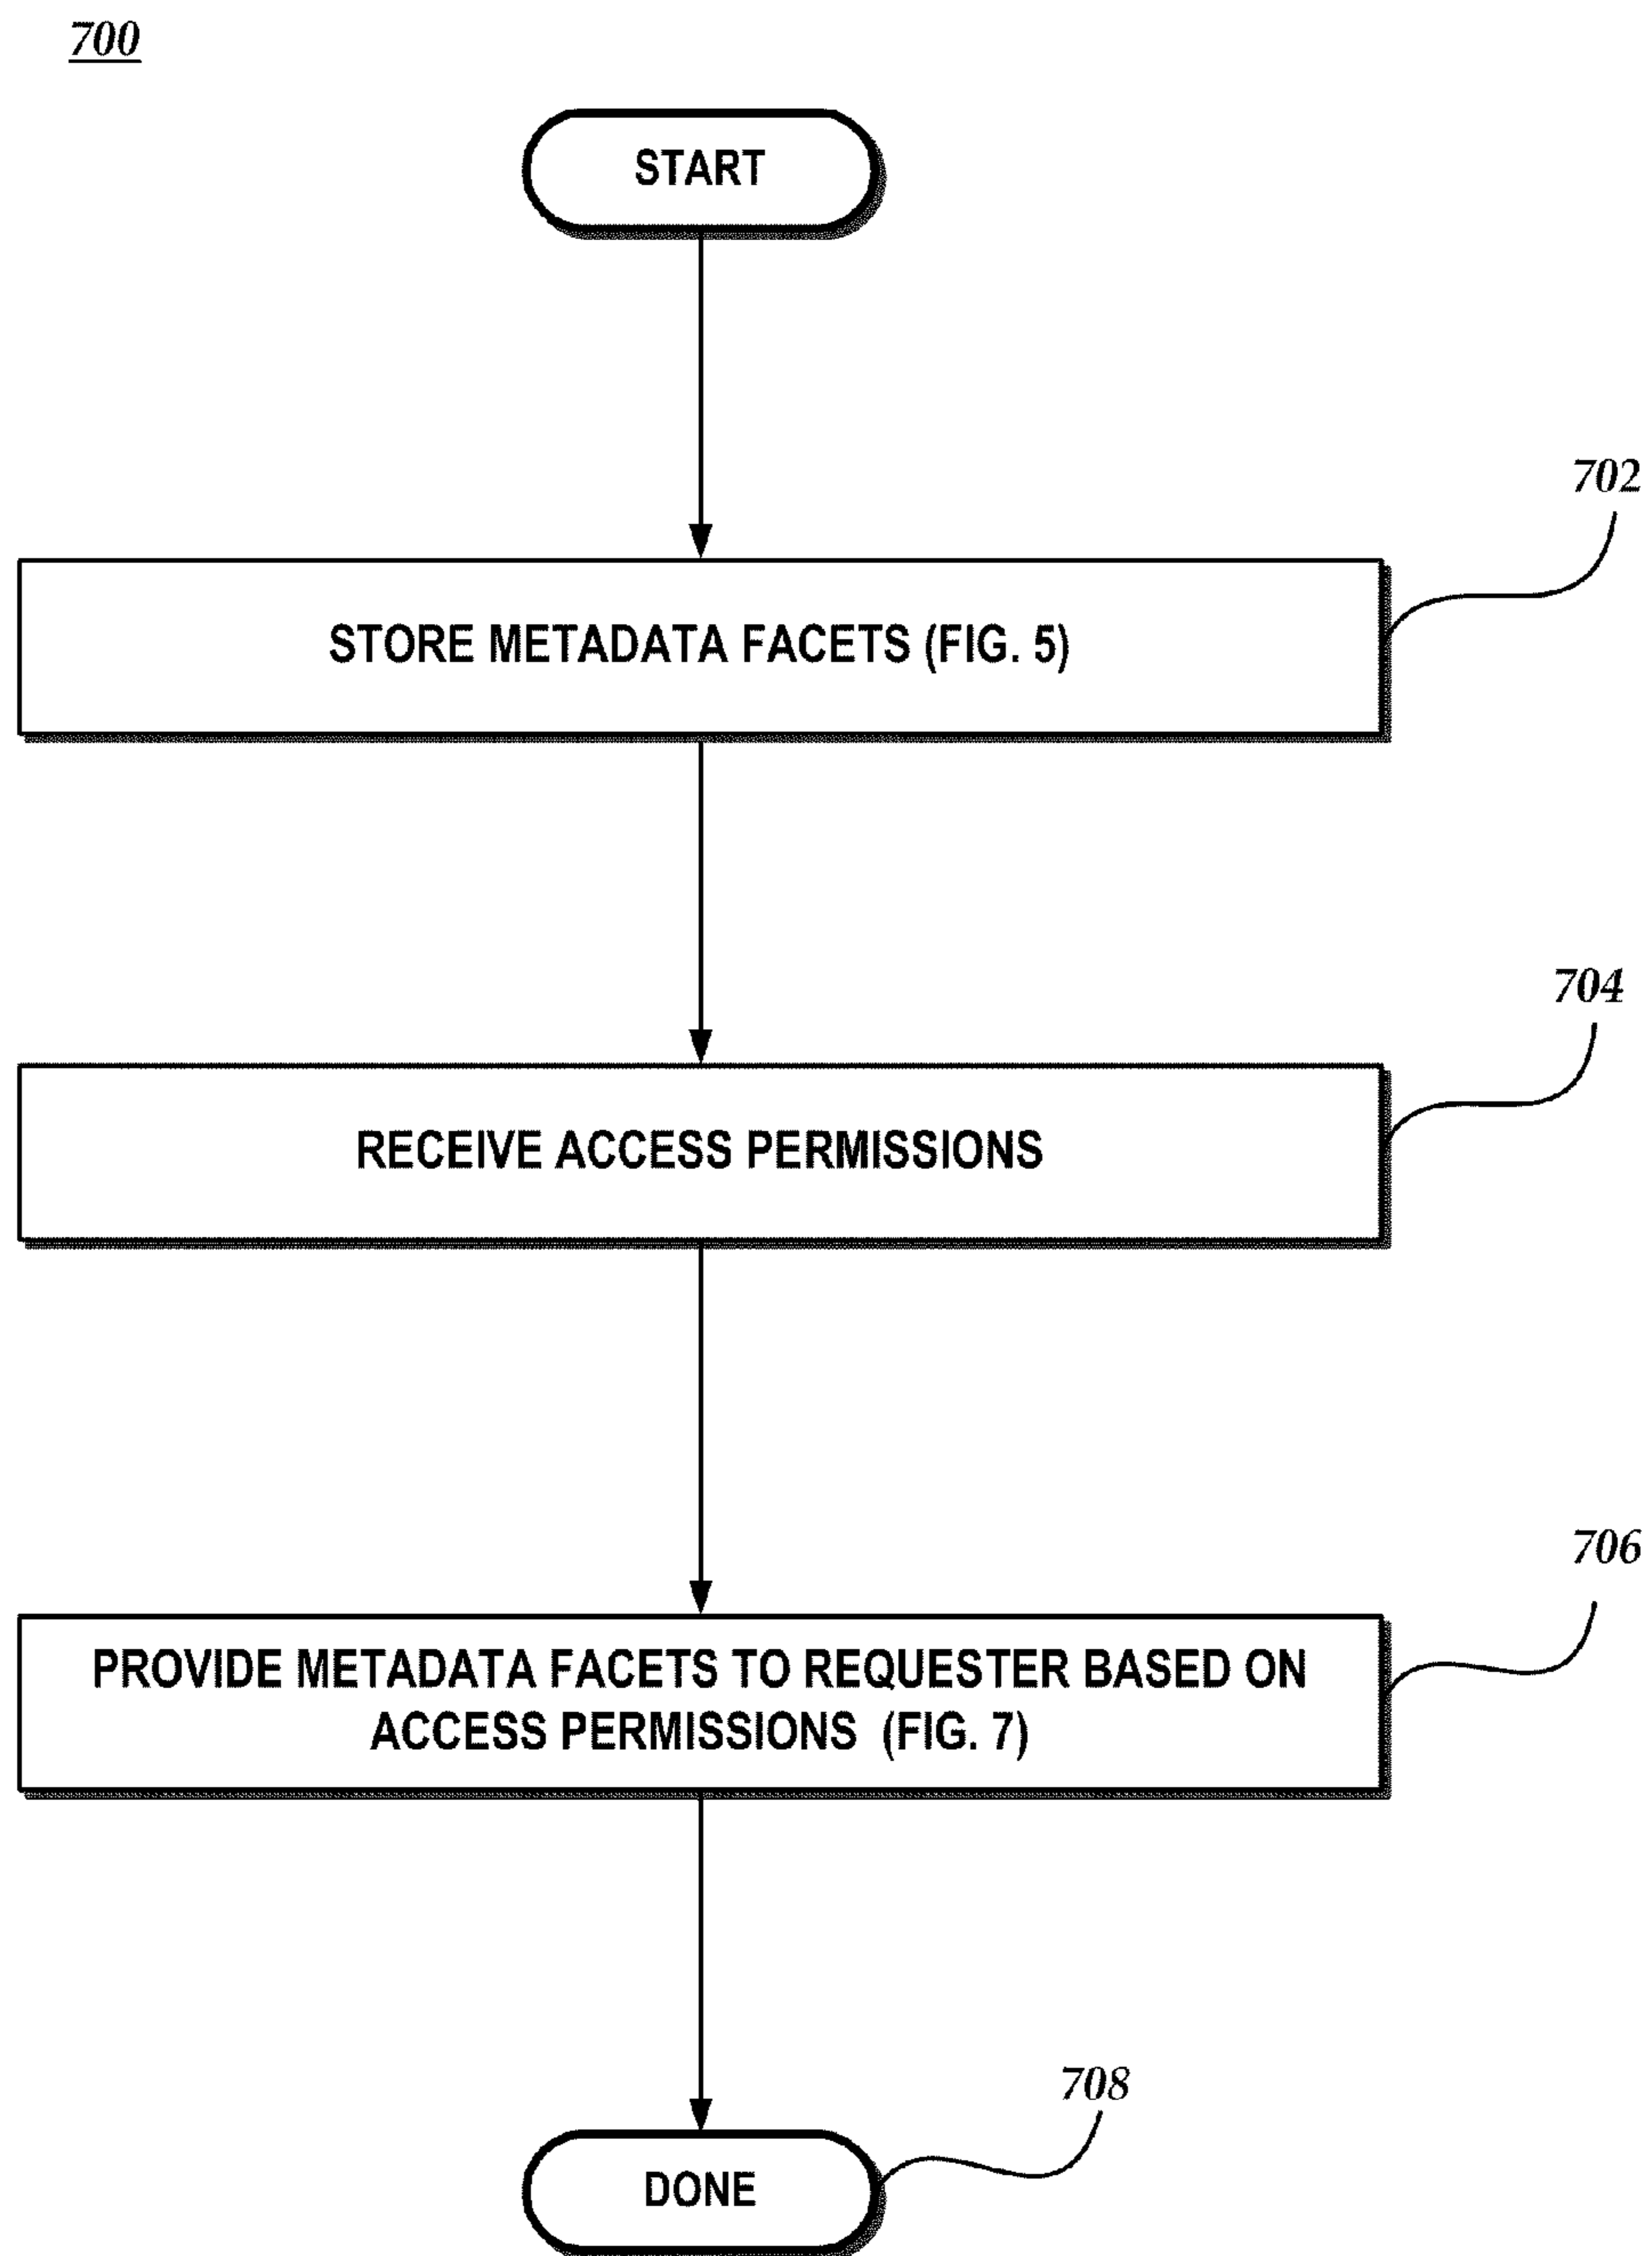 700
START
702
STORE METADATA FACETS (FIG. 5)
704
RECEIVE ACCESS PERMISSIONS
706
PROVIDE METADATA FACETS TO REQUESTER BASED ON
ACCESS PERMISSIONS (FIG. 7)
708
DONE